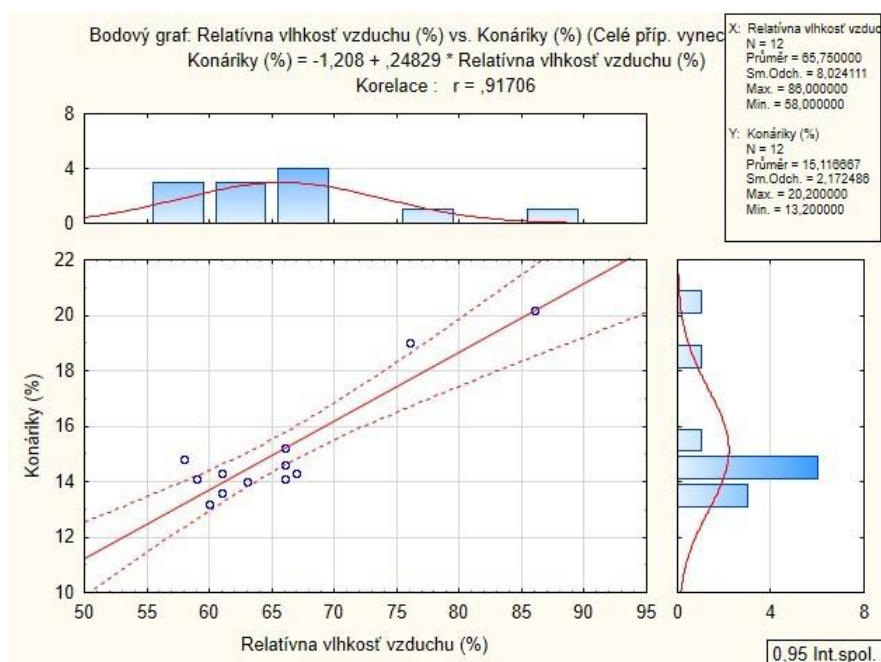 Bodový graf: Relatívna vlhkosť vzduchu (%) vs. Konáriky (%) (Celé příp. vynec
Konáriky (%) = -1,208 + ,24829 * Relatívna vlhkosť vzduchu (%)
Korelace : r = ,91706
X: Relatívna vlhkosť vzduc
N = 12
Průměr = 65,750000
Sm.Odch. = 8,024111
Max. = 86,000000
Min. = 58,000000
Y: Konáriky (%)
N = 12
Průměr = 15,116667
Sm.Odch. = 2,172486
Max. = 20,200000
Min. = 13,200000
8
4
0
22
20
18
16
14
12
10
Konáriky (%)
50 55 60 65 70 75 80 85 90 95
Relatívna vlhkosť vzduchu (%)
0 4 8
0,95 Int.spol.